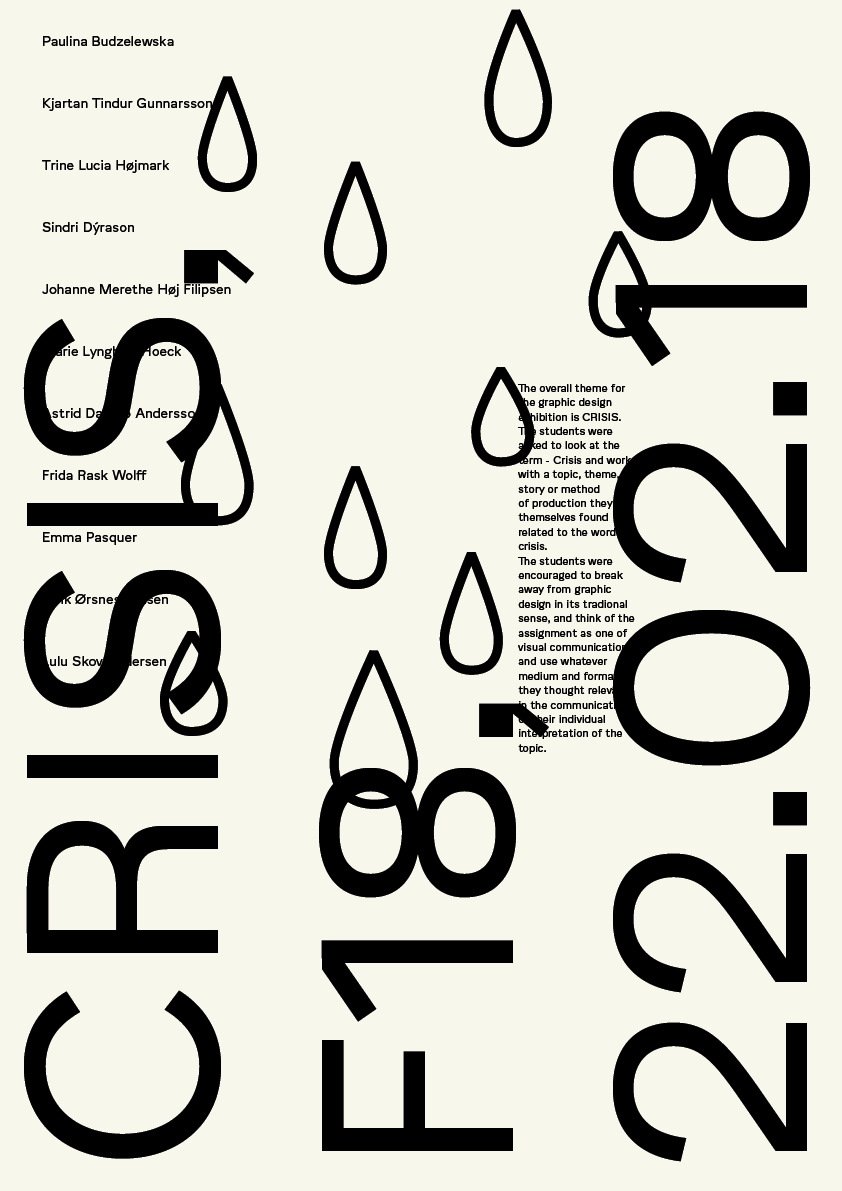 Paulina Budzelewska
Kjartan Tindur Gunnarsson
Trine Lucia Højmark
Sindri Dýrason
Johanne Merethe Høj Filipsen
Hoeck
Astrid
Frida Rask Wolff
Emma Pasquer
Lulu
CRISIS,
F18,
22.02.18
The overall theme for
the graphic design
exhibition is CRISIS.
The students were
asked to look at the
term - Crisis and work
with a topic, theme,
story or method
of production they
themselves found
related to the word
crisis.
The students were
encouraged to break
away from graphic
design in its tradional
sense, and think of the
assignment as one of
visual communication
and use whatever
medium and format
they thought relevant
in the communication
of their individual
interpretation of the
topic.